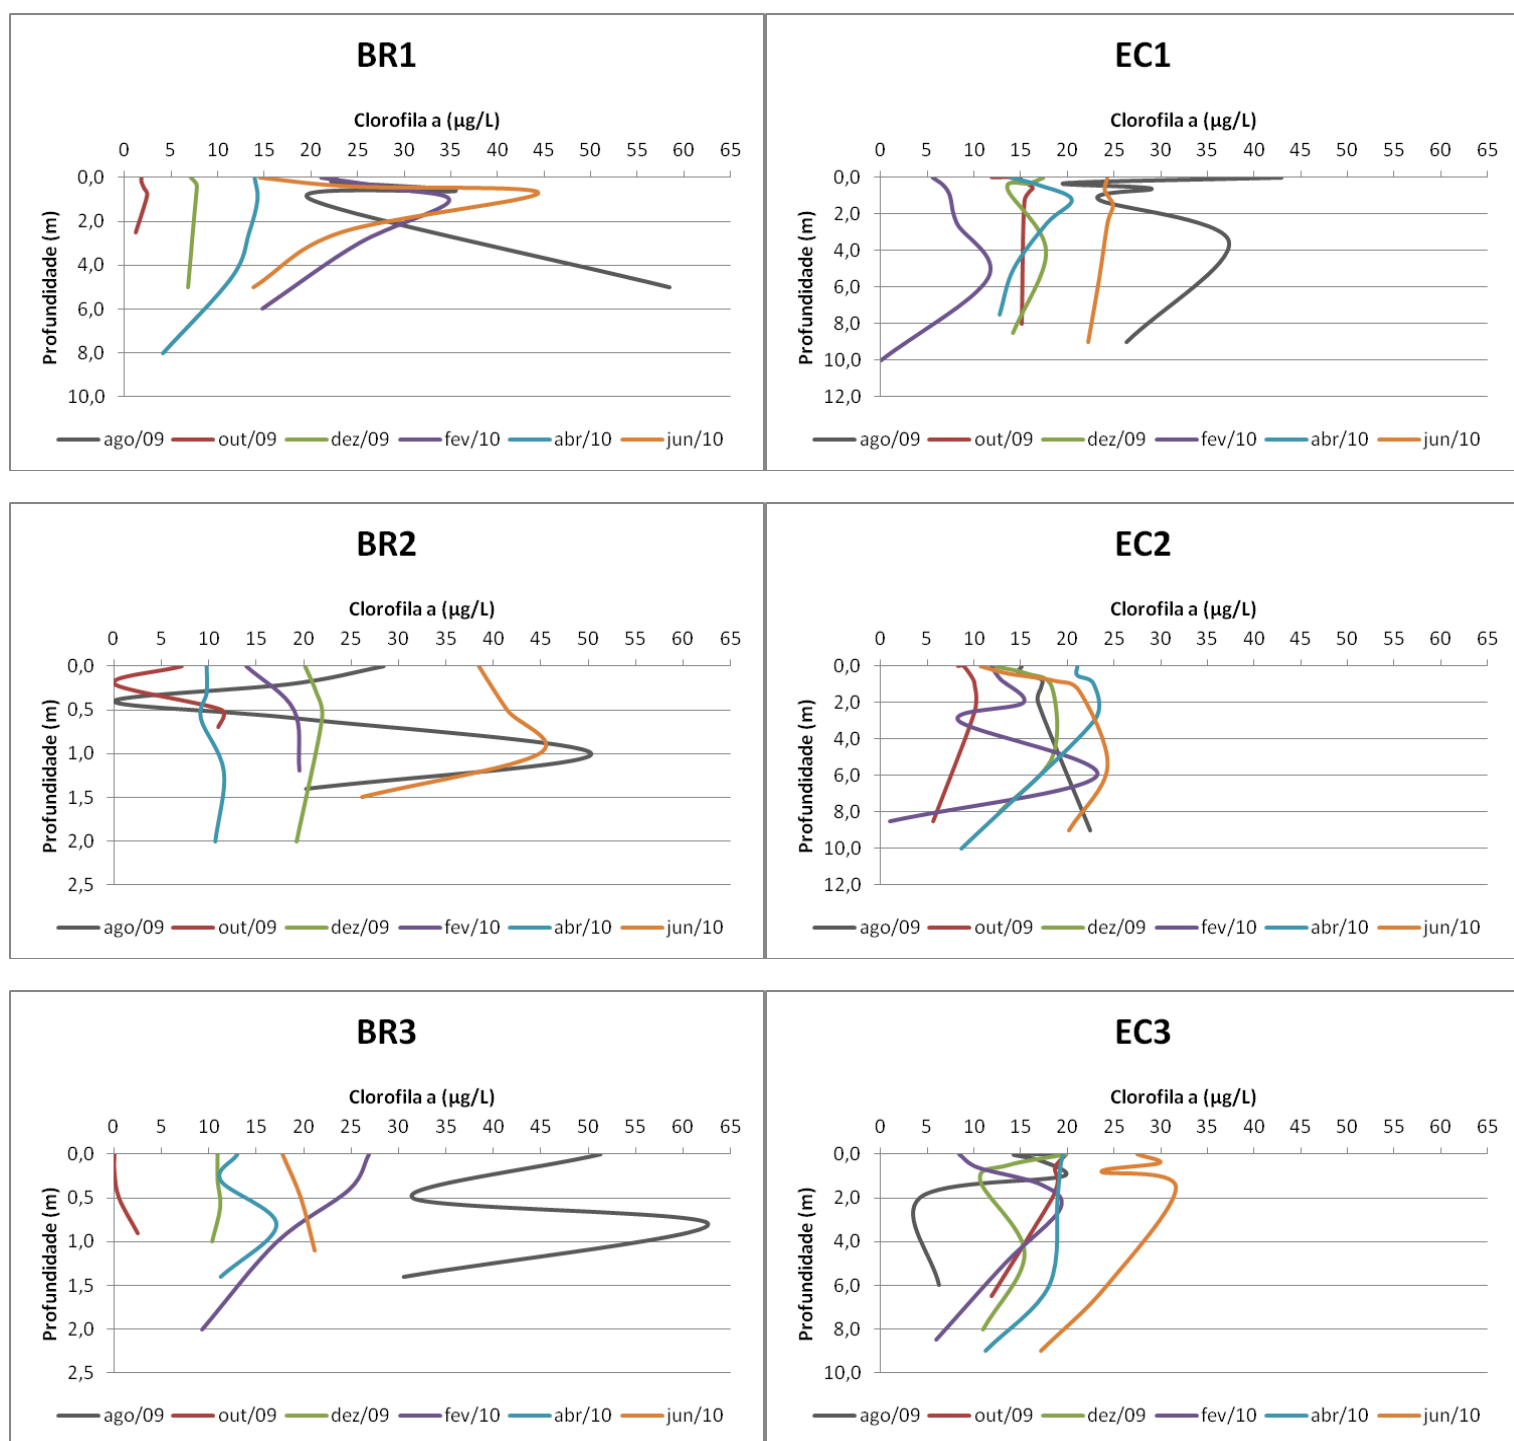 BR1
Clorofila a (µg/L)
0 5 10 15 20 25 30 35 40 45 50 55 60 65
Profundidade (m)
0,0
2,0
4,0
6,0
8,0
10,0
ago/09 out/09 dez/09 fev/10 abr/10 jun/10
EC1
Clorofila a (µg/L)
0 5 10 15 20 25 30 35 40 45 50 55 60 65
Profundidade (m)
0,0
2,0
4,0
6,0
8,0
10,0
12,0
ago/09 out/09 dez/09 fev/10 abr/10 jun/10
BR2
Clorofila a (µg/L)
0 5 10 15 20 25 30 35 40 45 50 55 60 65
Profundidade (m)
0,0
0,5
1,0
1,5
2,0
2,5
ago/09 out/09 dez/09 fev/10 abr/10 jun/10
EC2
Clorofila a (µg/L)
0 5 10 15 20 25 30 35 40 45 50 55 60 65
Profundidade (m)
0,0
2,0
4,0
6,0
8,0
10,0
12,0
ago/09 out/09 dez/09 fev/10 abr/10 jun/10
BR3
Clorofila a (µg/L)
0 5 10 15 20 25 30 35 40 45 50 55 60 65
Profundidade (m)
0,0
0,5
1,0
1,5
2,0
2,5
ago/09 out/09 dez/09 fev/10 abr/10 jun/10
EC3
Clorofila a (µg/L)
0 5 10 15 20 25 30 35 40 45 50 55 60 65
Profundidade (m)
0,0
2,0
4,0
6,0
8,0
10,0
ago/09 out/09 dez/09 fev/10 abr/10 jun/10